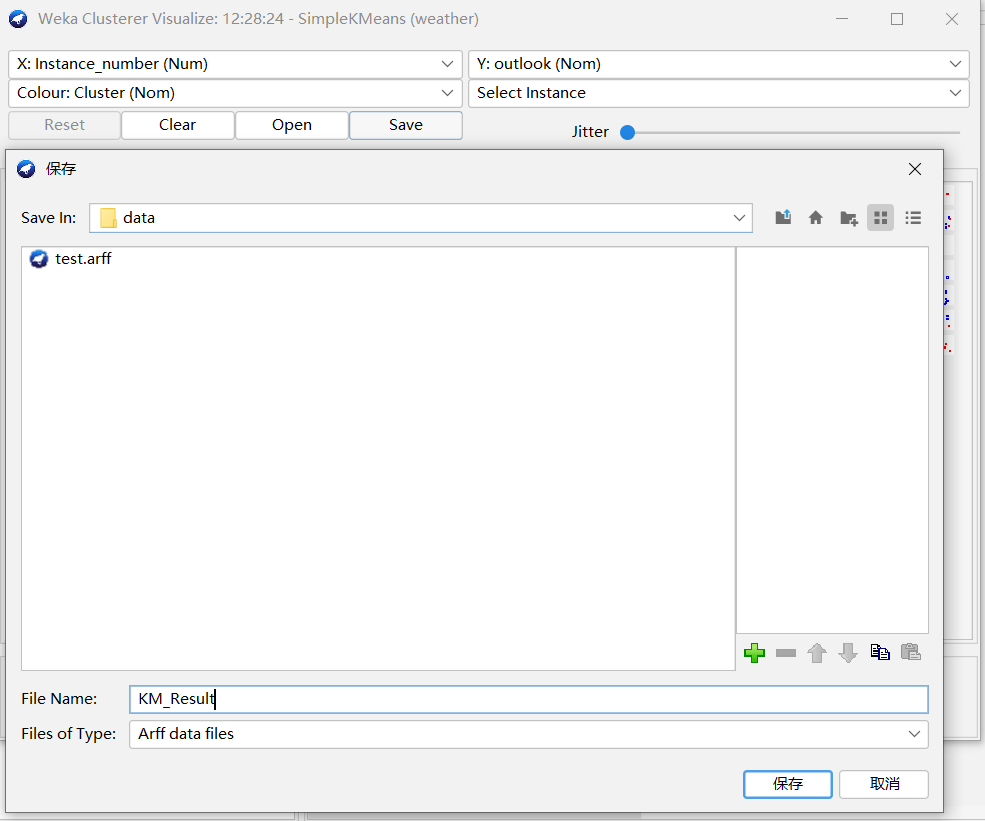 Weka Clusterer Visualize: 12:28:24 - SimpleKMeans (weather)
X: Instance_number (Num)
Y: outlook (Nom)
Colour: Cluster (Nom)
Select Instance
Reset
Clear
Open
Save
Jitter
保存
Save In:
data
test.arff
File Name:
KM_Result
Files of Type:
Arff data files
保存
取消